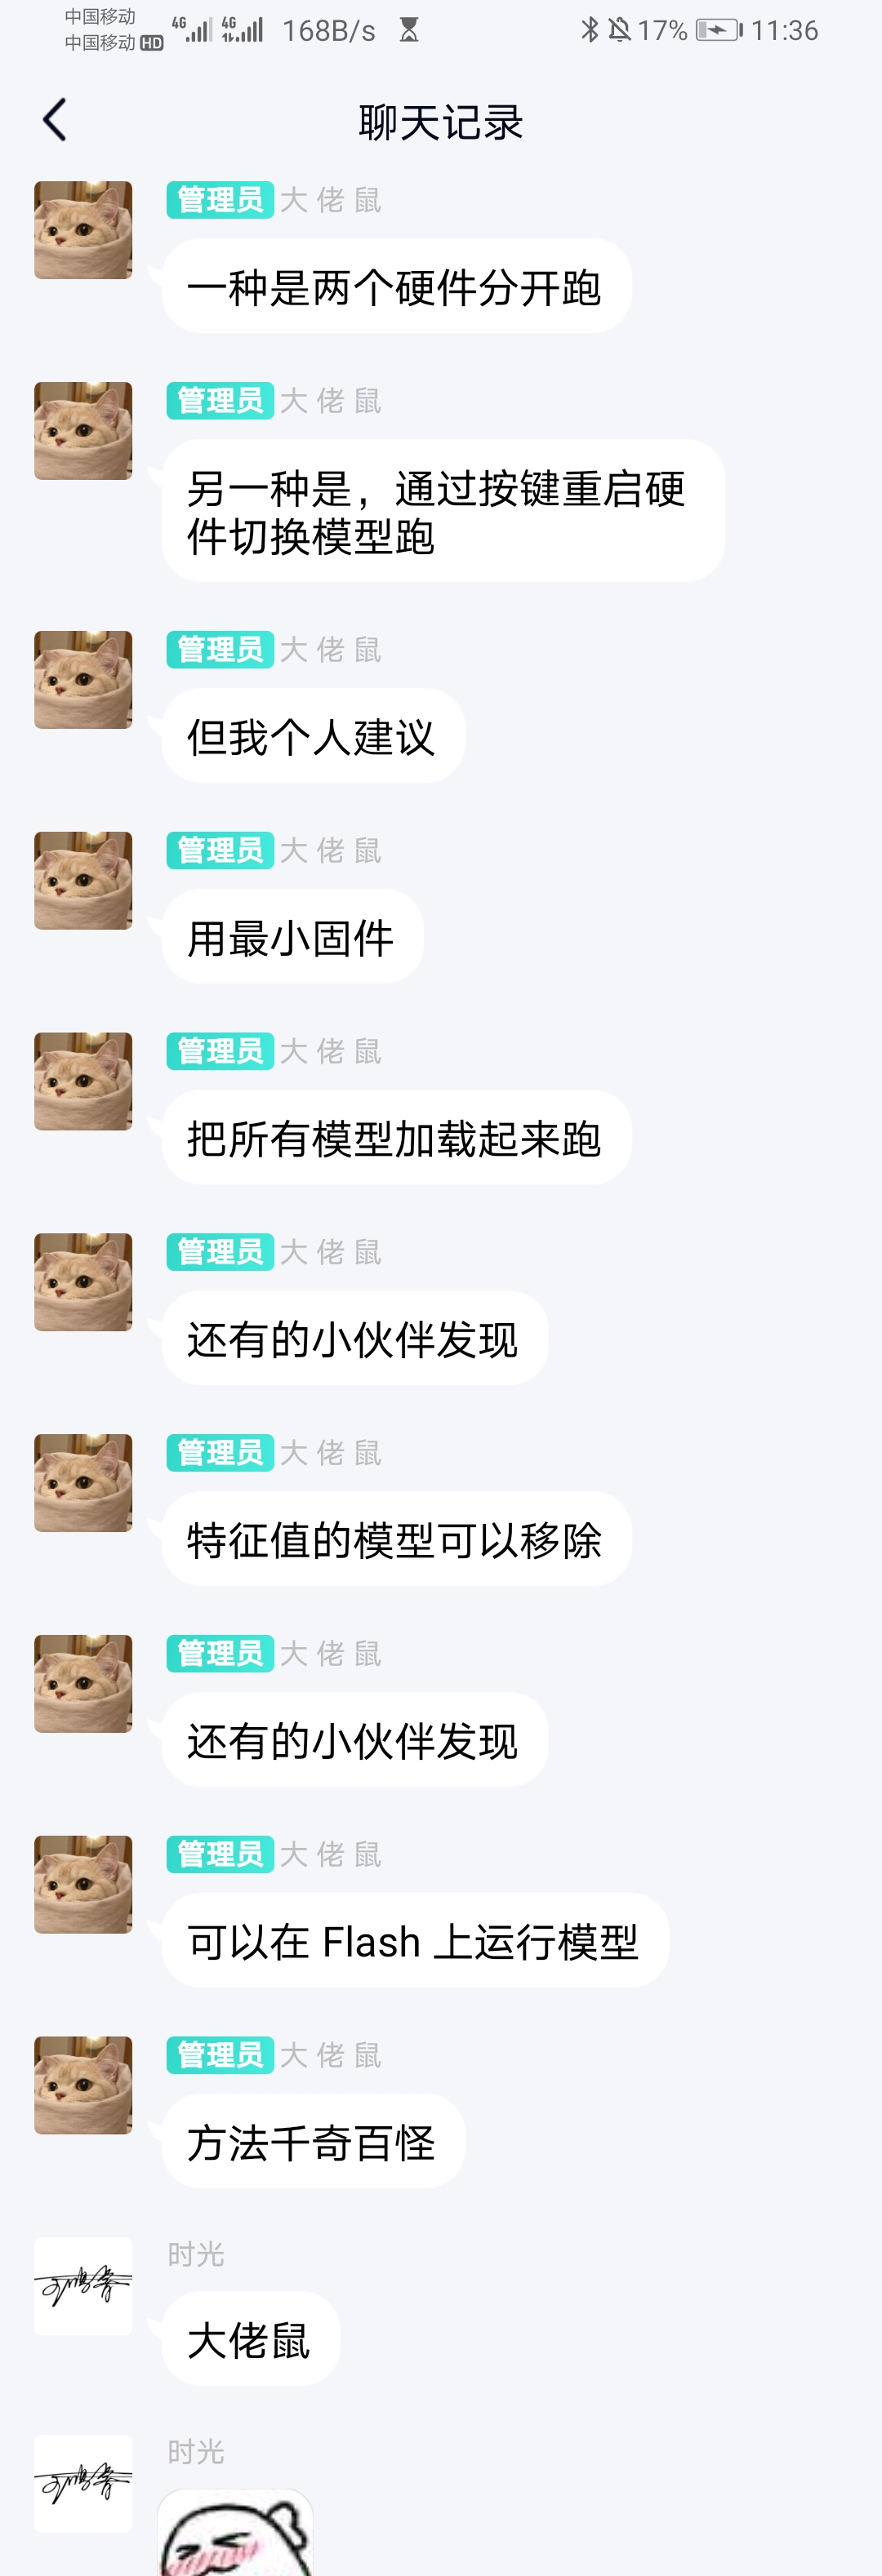 中国移动
中国移动 HD
4G 4G 168B/s
17% 11:36
聊天记录
管理员 大佬鼠
一种是两个硬件分开跑
管理员 大佬鼠
另一种是，通过按键重启硬
件切换模型跑
管理员 大佬鼠
但我个人建议
管理员 大佬鼠
用最小固件
管理员 大佬鼠
把所有模型加载起来跑
管理员 大佬鼠
还有的小伙伴发现
管理员 大佬鼠
特征值的模型可以移除
管理员 大佬鼠
还有的小伙伴发现
管理员 大佬鼠
可以在 Flash 上运行模型
管理员 大佬鼠
方法千奇百怪
时光
大佬鼠
时光